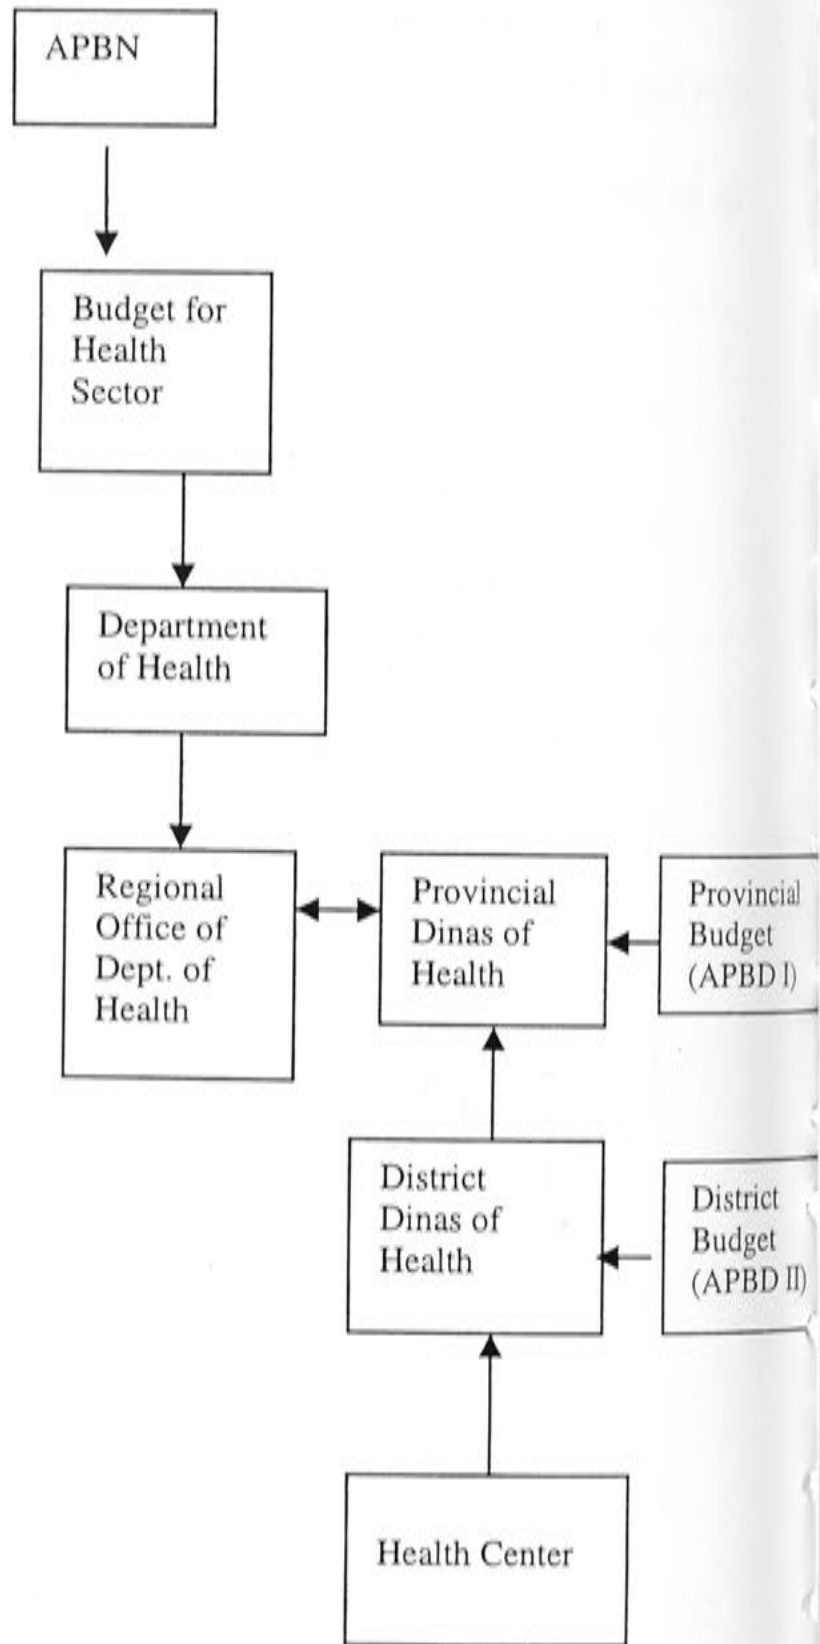 APBN
Budget for
Health
Sector
Department
of Health
Regional
Office of
Dept. of
Health
Provincial
Dinas of
Health
Provincial
Budget
(APBD I)
District
Dinas of
Health
District
Budget
(APBD II)
Health Center